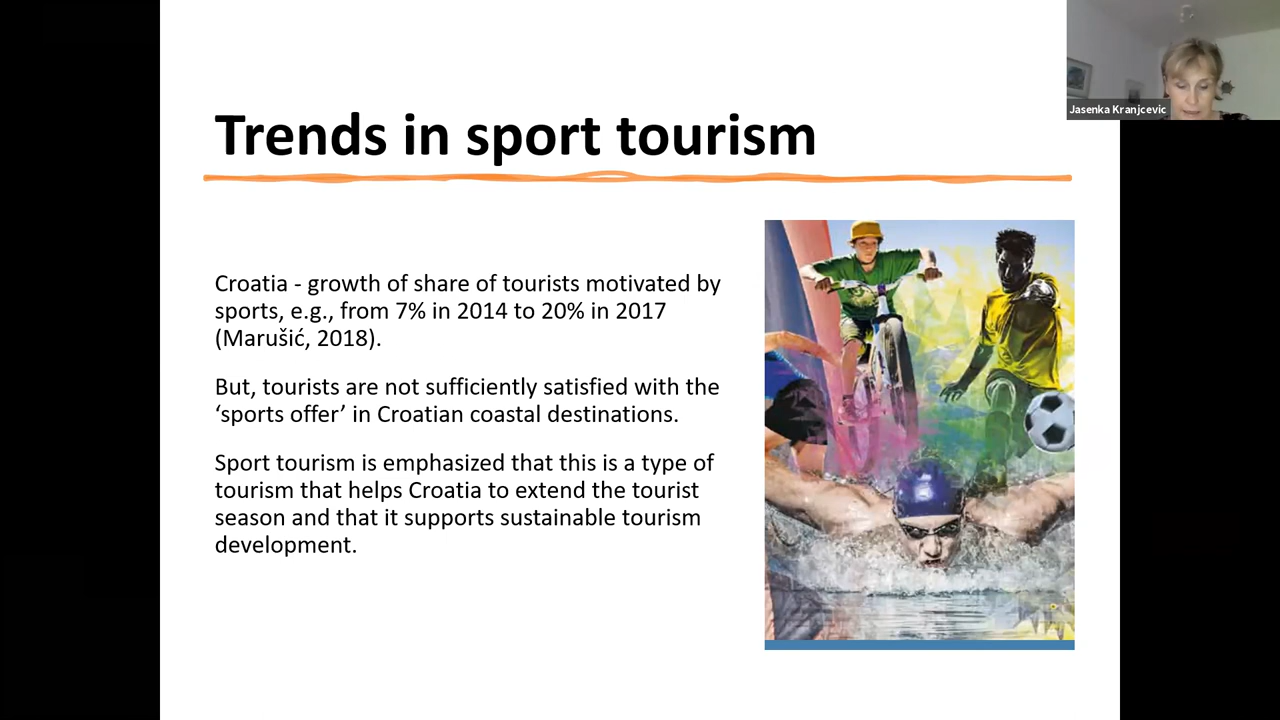 Trends in sport tourism
Jasenka Kranjcevic
Croatia - growth of share of tourists motivated by
sports, e.g., from 7% in 2014 to 20% in 2017
(Marušić, 2018).
But, tourists are not sufficiently satisfied with the
‘sports offer’ in Croatian coastal destinations.
Sport tourism is emphasized that this is a type of
tourism that helps Croatia to extend the tourist
season and that it supports sustainable tourism
development.